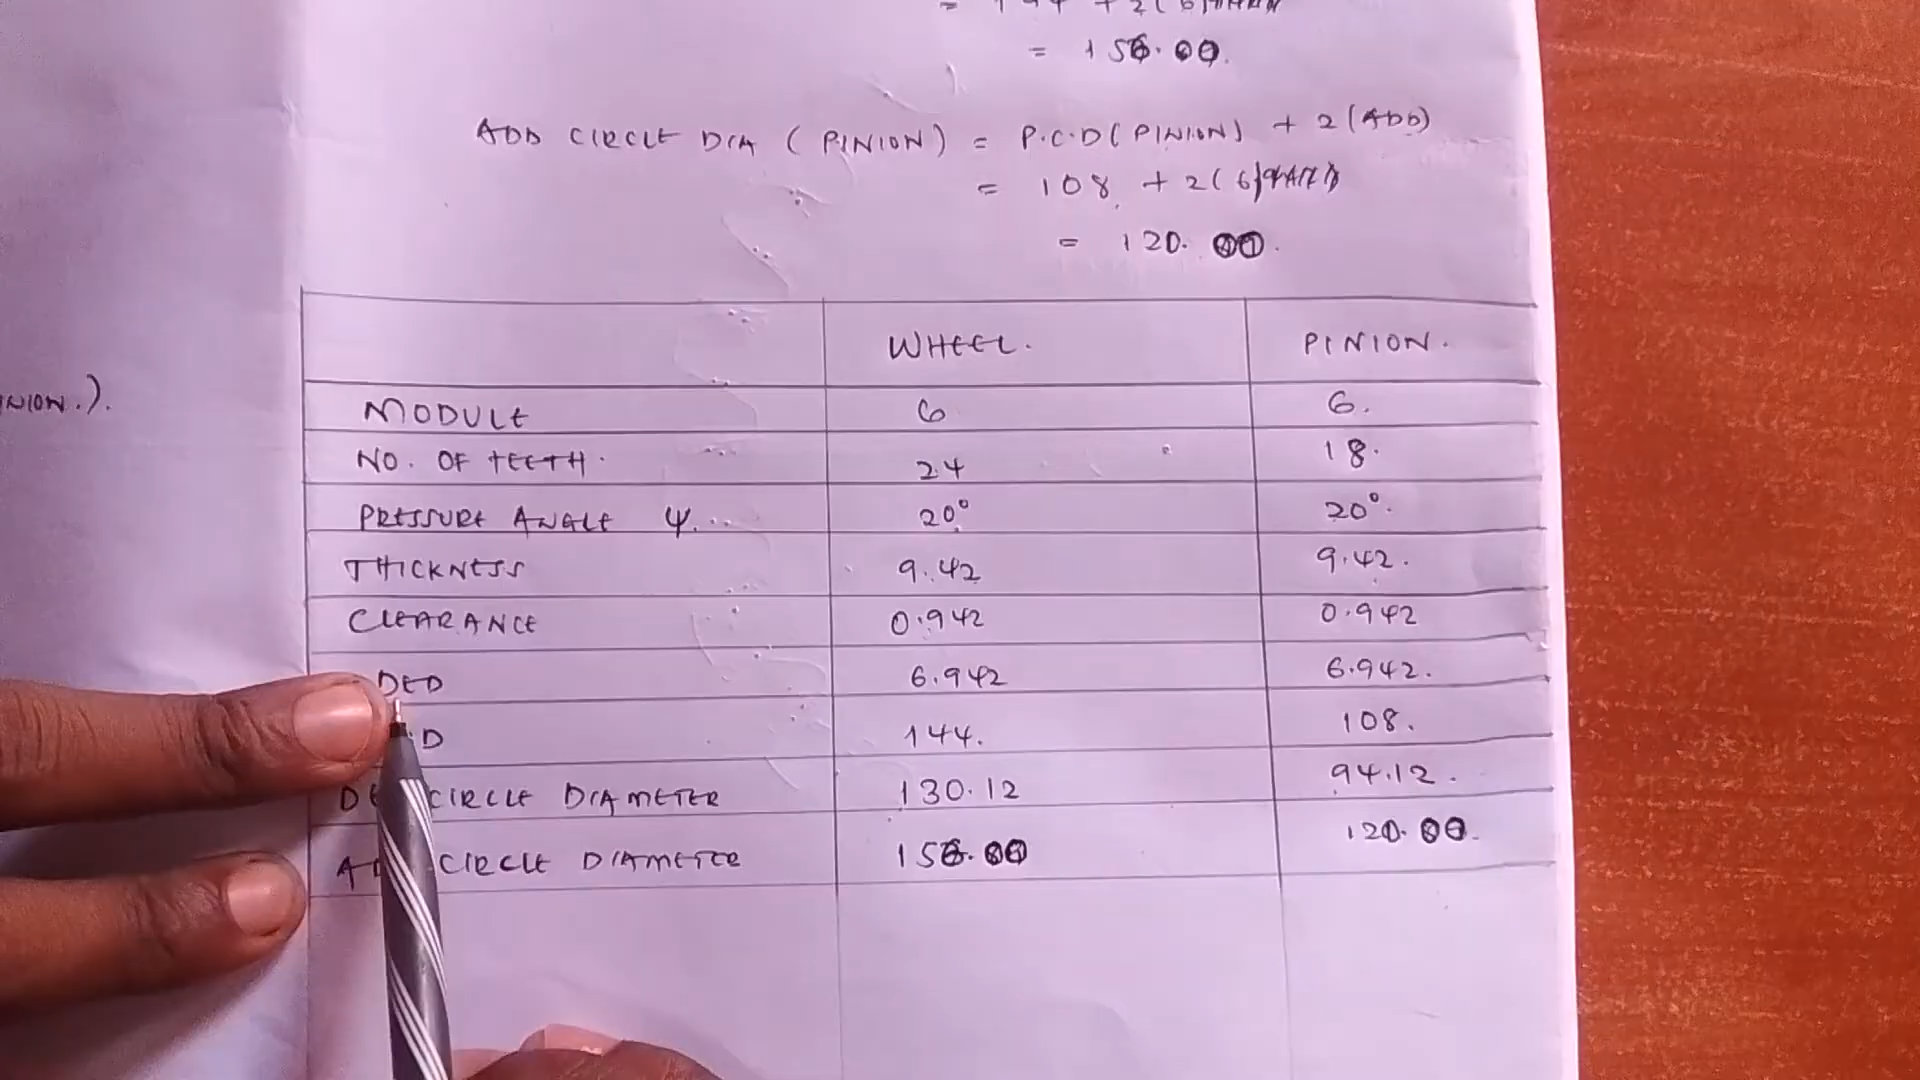 = 144 + 2(6)
= 156.00.
ADD CIRCLE DIA (PINION) = P.C.D (PINION) + 2(ADD)
= 108 + 2(6)
= 120.00.
WHEEL. PINION.
NION.).
MODULE 6 6.
NO. OF TEETH. 24 18.
PRESSURE ANGLE Ψ. 20° 20°.
THICKNESS 9.42 9.42.
CLEARANCE 0.942 0.942
DED 6.942 6.942.
D 144. 108.
CIRCLE DIAMETER 130.12 94.12.
CIRCLE DIAMETER 156.00 120.00.